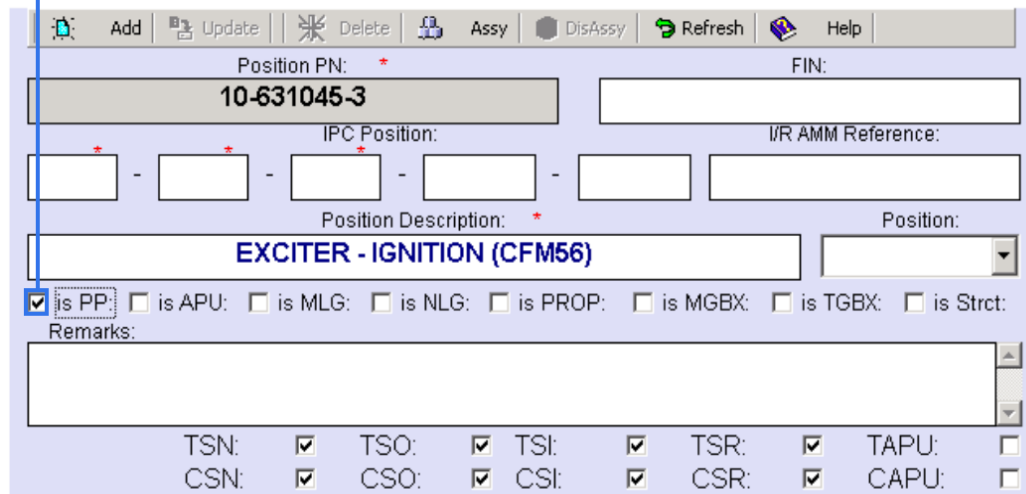 Add Update Delete Assy DisAssy Refresh Help
Position PN: * FIN:
10-631045-3
IPC Position: I/R AMM Reference:
* * *
- - - -
Position Description: * Position:
EXCITER - IGNITION (CFM56)
is PP: is APU: is MLG: is NLG: is PROP: is MGBX: is TGBX: is Strct:
Remarks:
TSN: TSO: TSI: TSR: TAPU:
CSN: CSO: CSI: CSR: CAPU: